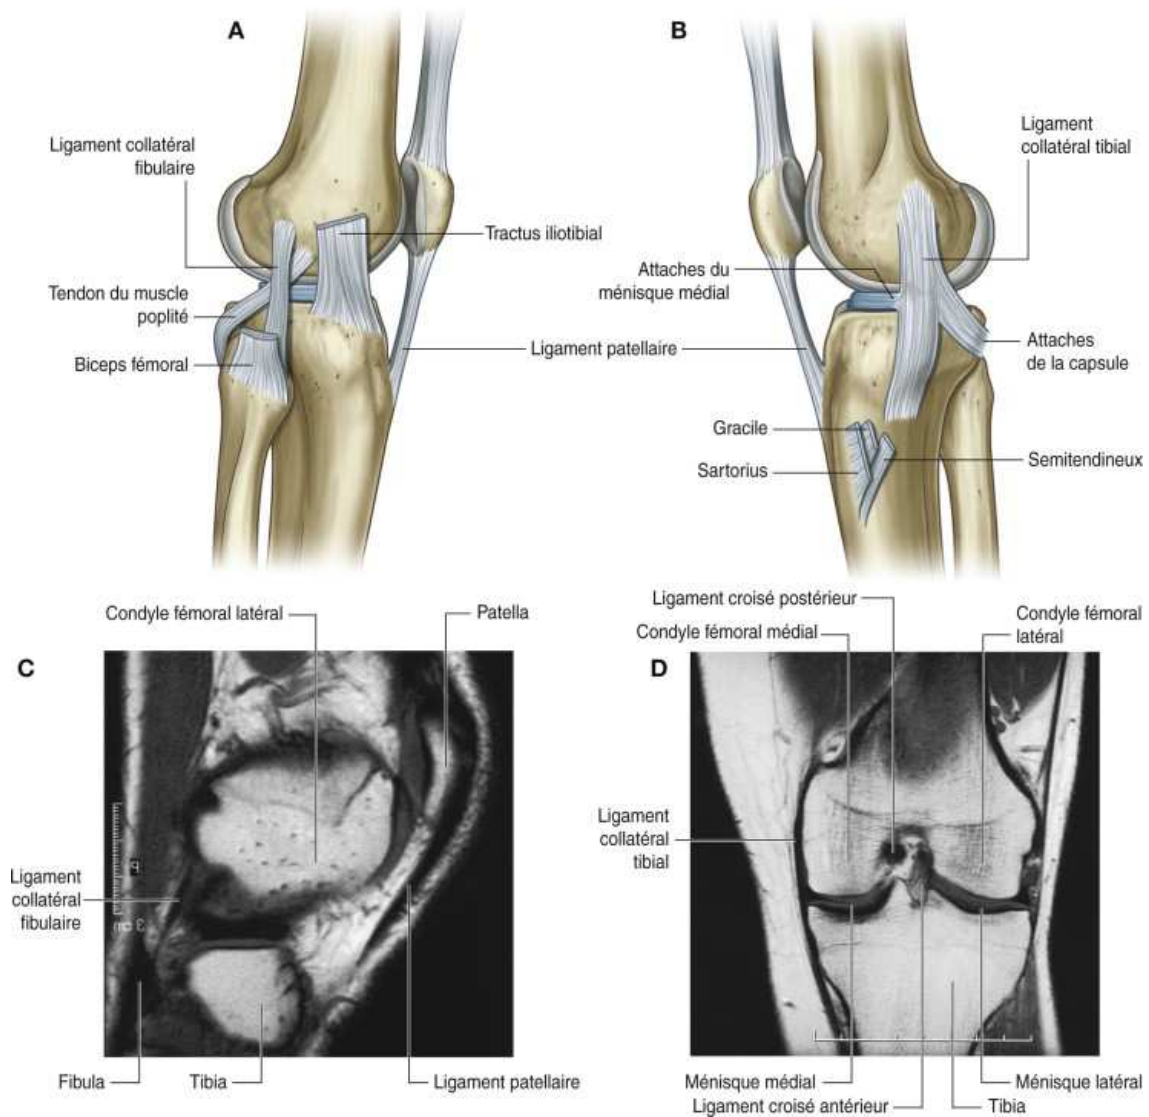 A
B
Ligament collatéral
fibulaire
Ligament
collatéral tibial
Tractus iliotibial
Attaches du
ménisque médial
Tendon du muscle
poplité
Ligament patellaire
Attaches
de la capsule
Biceps fémoral
Gracile
Semitendineux
Sartorius
Condyle fémoral latéral
Patella
Ligament croisé postérieur
Condyle fémoral médial
Condyle fémoral
latéral
C
D
Ligament
collatéral
fibulaire
3 cm
Ligament
collatéral
tibial
Fibula
Tibia
Ligament patellaire
Ménisque médial
Ménisque latéral
Ligament croisé antérieur
Tibia